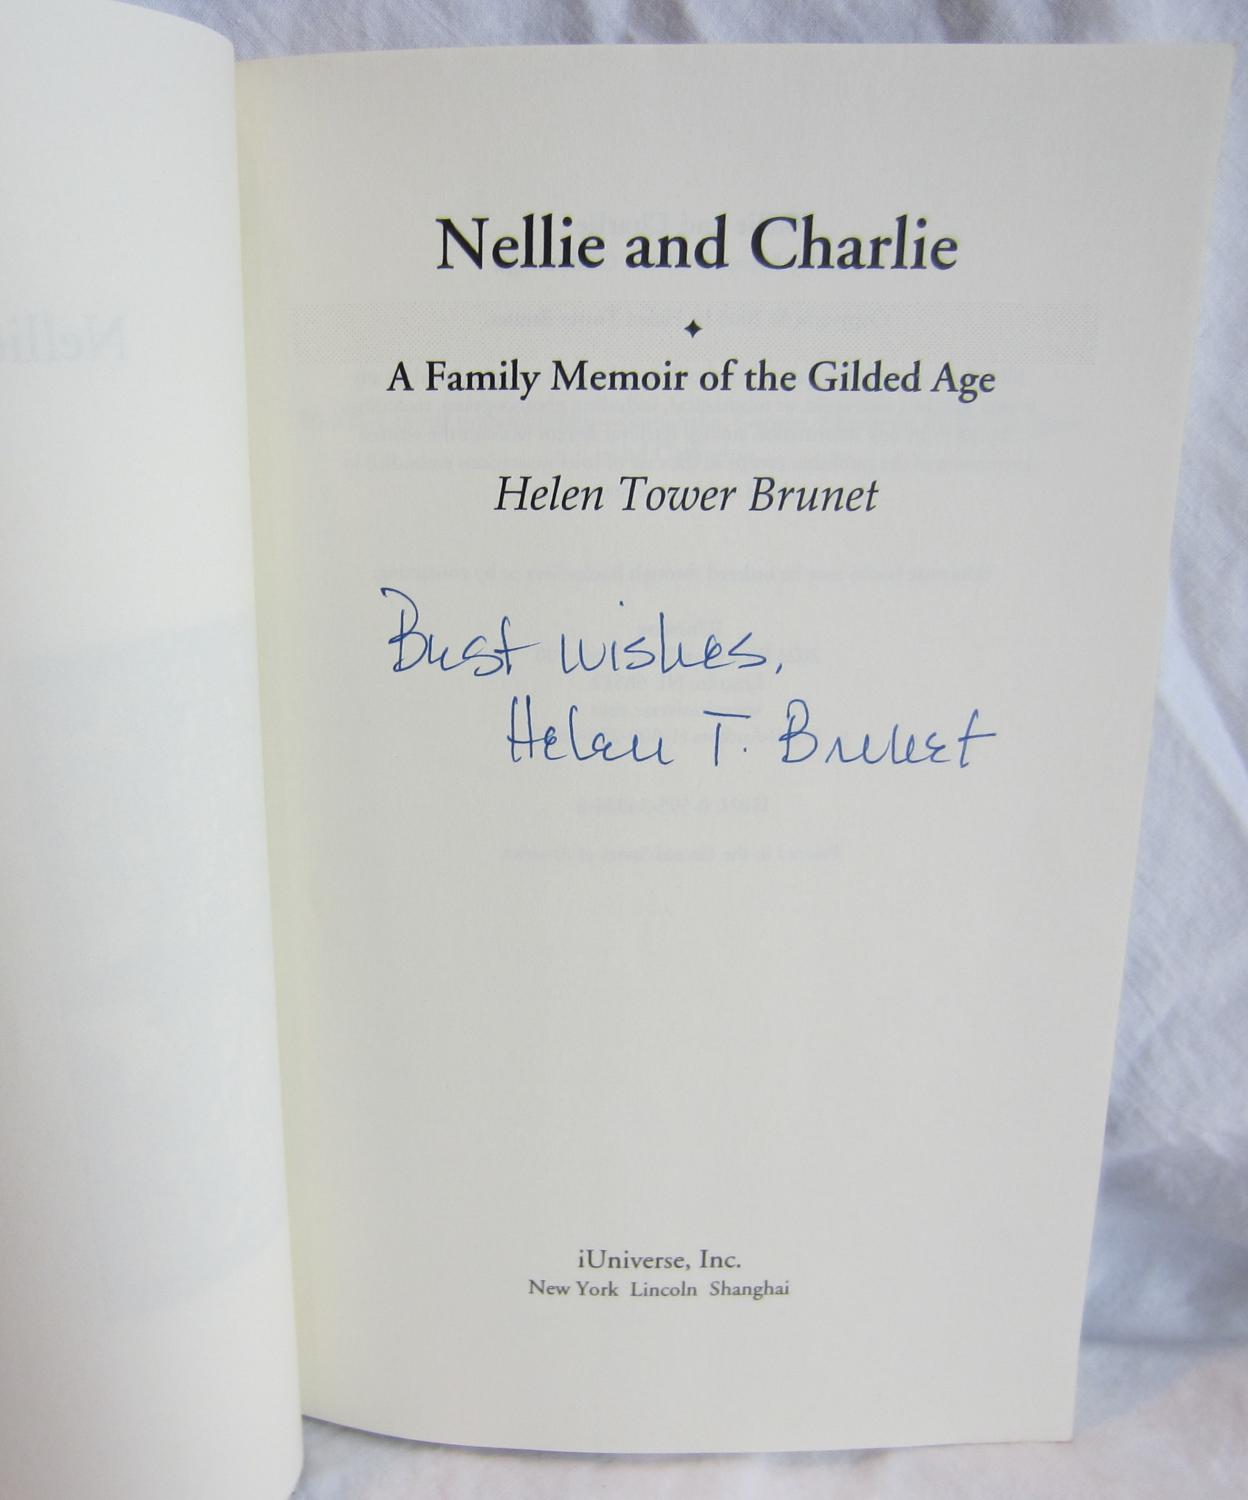 Nellie and Charlie
A Family Memoir of the Gilded Age
Helen Tower Brunet
Best wishes,
Helen T. Brunet
iUniverse, Inc.
New York Lincoln Shanghai